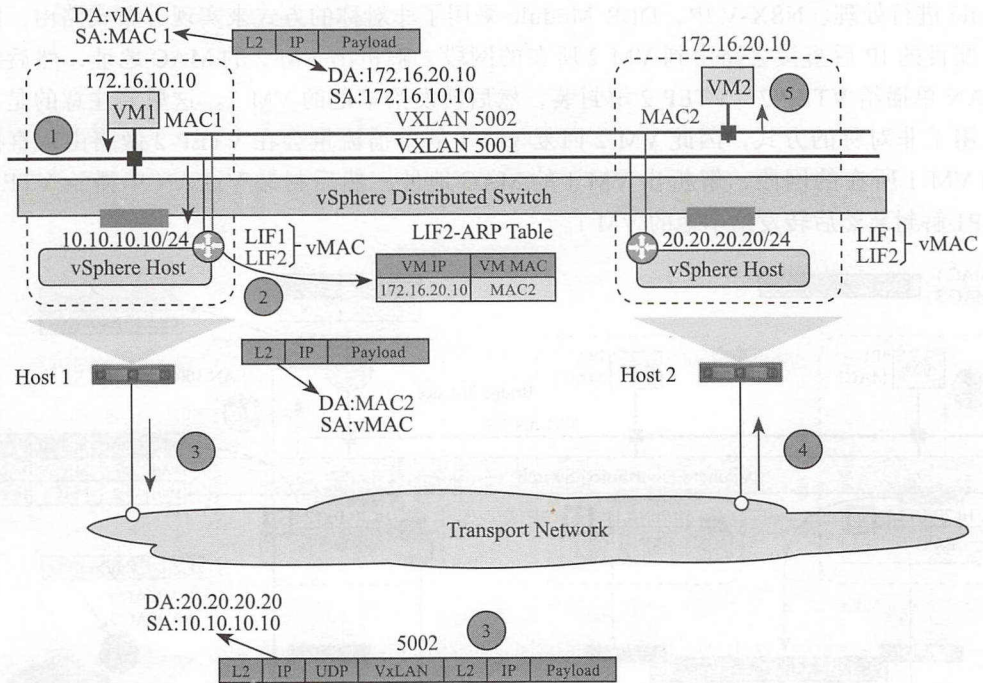 DA:vMAC
SA:MAC 1
L2 IP Payload
DA:172.16.20.10
SA:172.16.10.10
172.16.10.10
VM1
MAC1
1
VXLAN 5002
VXLAN 5001
172.16.20.10
VM2
MAC2
5
vSphere Distributed Switch
10.10.10.10/24
vSphere Host
LIF1
LIF2
vMAC
LIF2-ARP Table
VM IP VM MAC
172.16.20.10 MAC2
2
20.20.20.20/24
vSphere Host
LIF1
LIF2
vMAC
L2 IP Payload
DA:MAC2
SA:vMAC
Host 1
Host 2
3
4
Transport Network
DA:20.20.20.20
SA:10.10.10.10
5002
3
L2 IP UDP VxLAN L2 IP Payload